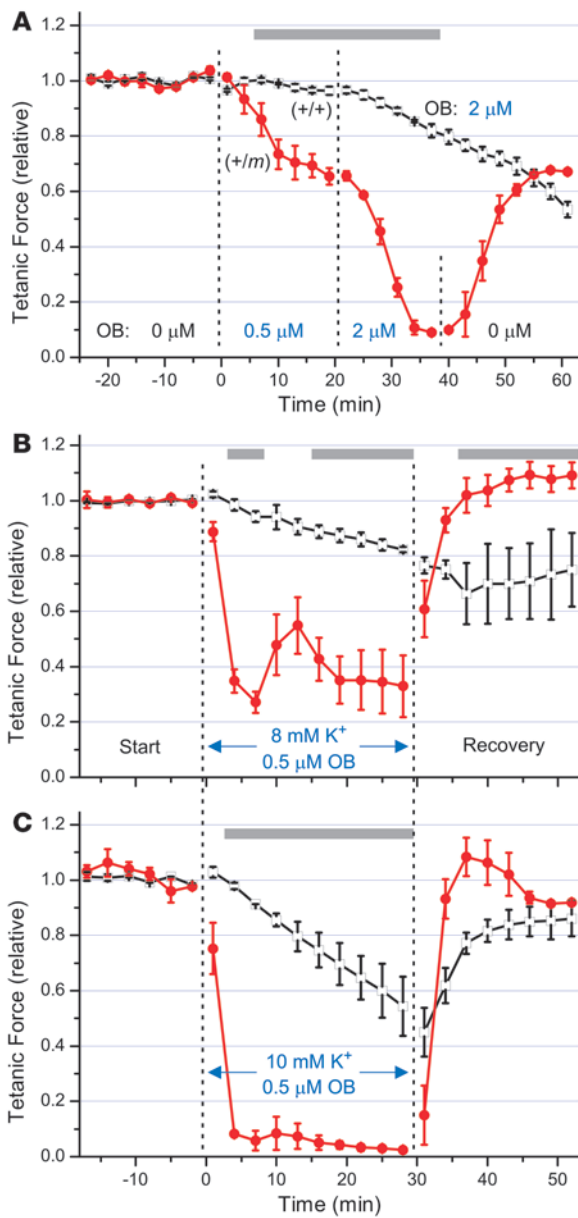 A
Tetanic Force (relative)
1.2
1.0
0.8
0.6
0.4
0.2
0.0
(+/+)
(+/m)
OB: 2 μM
OB: 0 μM
0.5 μM
2 μM
0 μM
-20 -10 0 10 20 30 40 50 60
Time (min)
B
Tetanic Force (relative)
1.2
1.0
0.8
0.6
0.4
0.2
0.0
Start
8 mM K+
0.5 μM OB
Recovery
C
Tetanic Force (relative)
1.2
1.0
0.8
0.6
0.4
0.2
0.0
10 mM K+
0.5 μM OB
-10 0 10 20 30 40 50
Time (min)